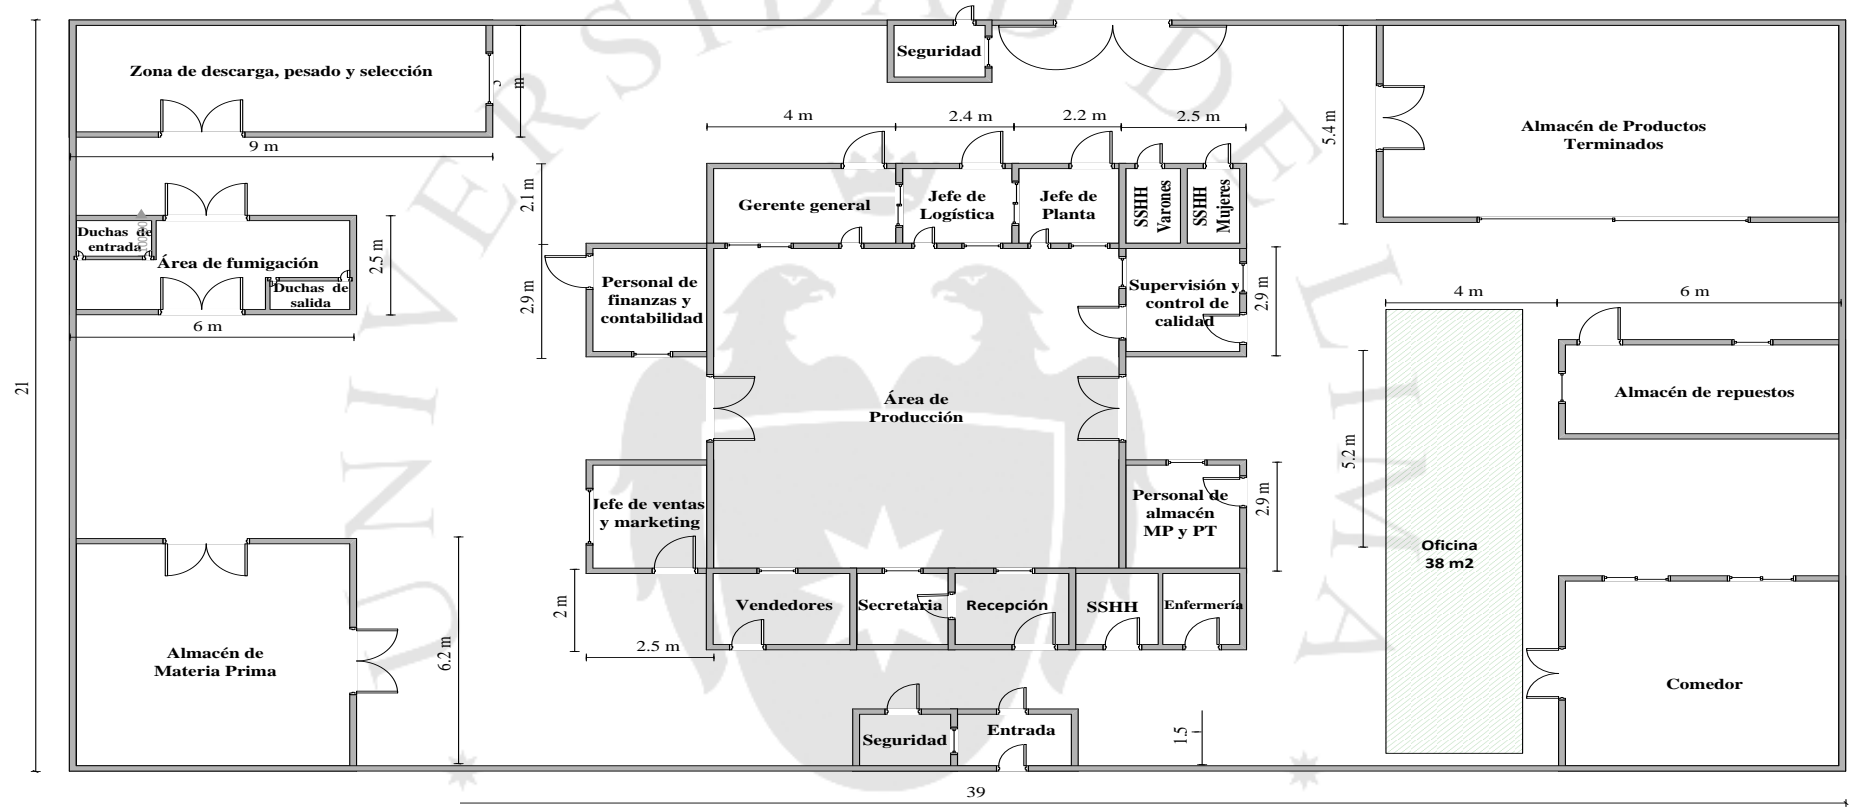 UNIVERSIDAD DE LIMA
21
Zona de descarga, pesado y selección
m
9 m
Seguridad
4 m
2.4 m
2.2 m
2.5 m
5.4 m
Almacén de Productos
Terminados
2.1 m
Gerente general
Jefe de
Logística
Jefe de
Planta
SSHH
Varones
SSHH
Mujeres
Duchas de
entrada
Área de fumigación
Duchas de
salida
2.5 m
6 m
2.9 m
Personal de
finanzas y
contabilidad
Supervisión y
control de
calidad
2.9 m
4 m
6 m
Almacén de repuestos
Área de
Producción
5.2 m
Jefe de ventas
y marketing
Personal de
almacén
MP y PT
2.9 m
Oficina
38 m2
2 m
Vendedores
Secretaria
Recepción
SSHH
Enfermería
2.5 m
Almacén de
Materia Prima
6.2 m
Seguridad
Entrada
1.5
Comedor
39